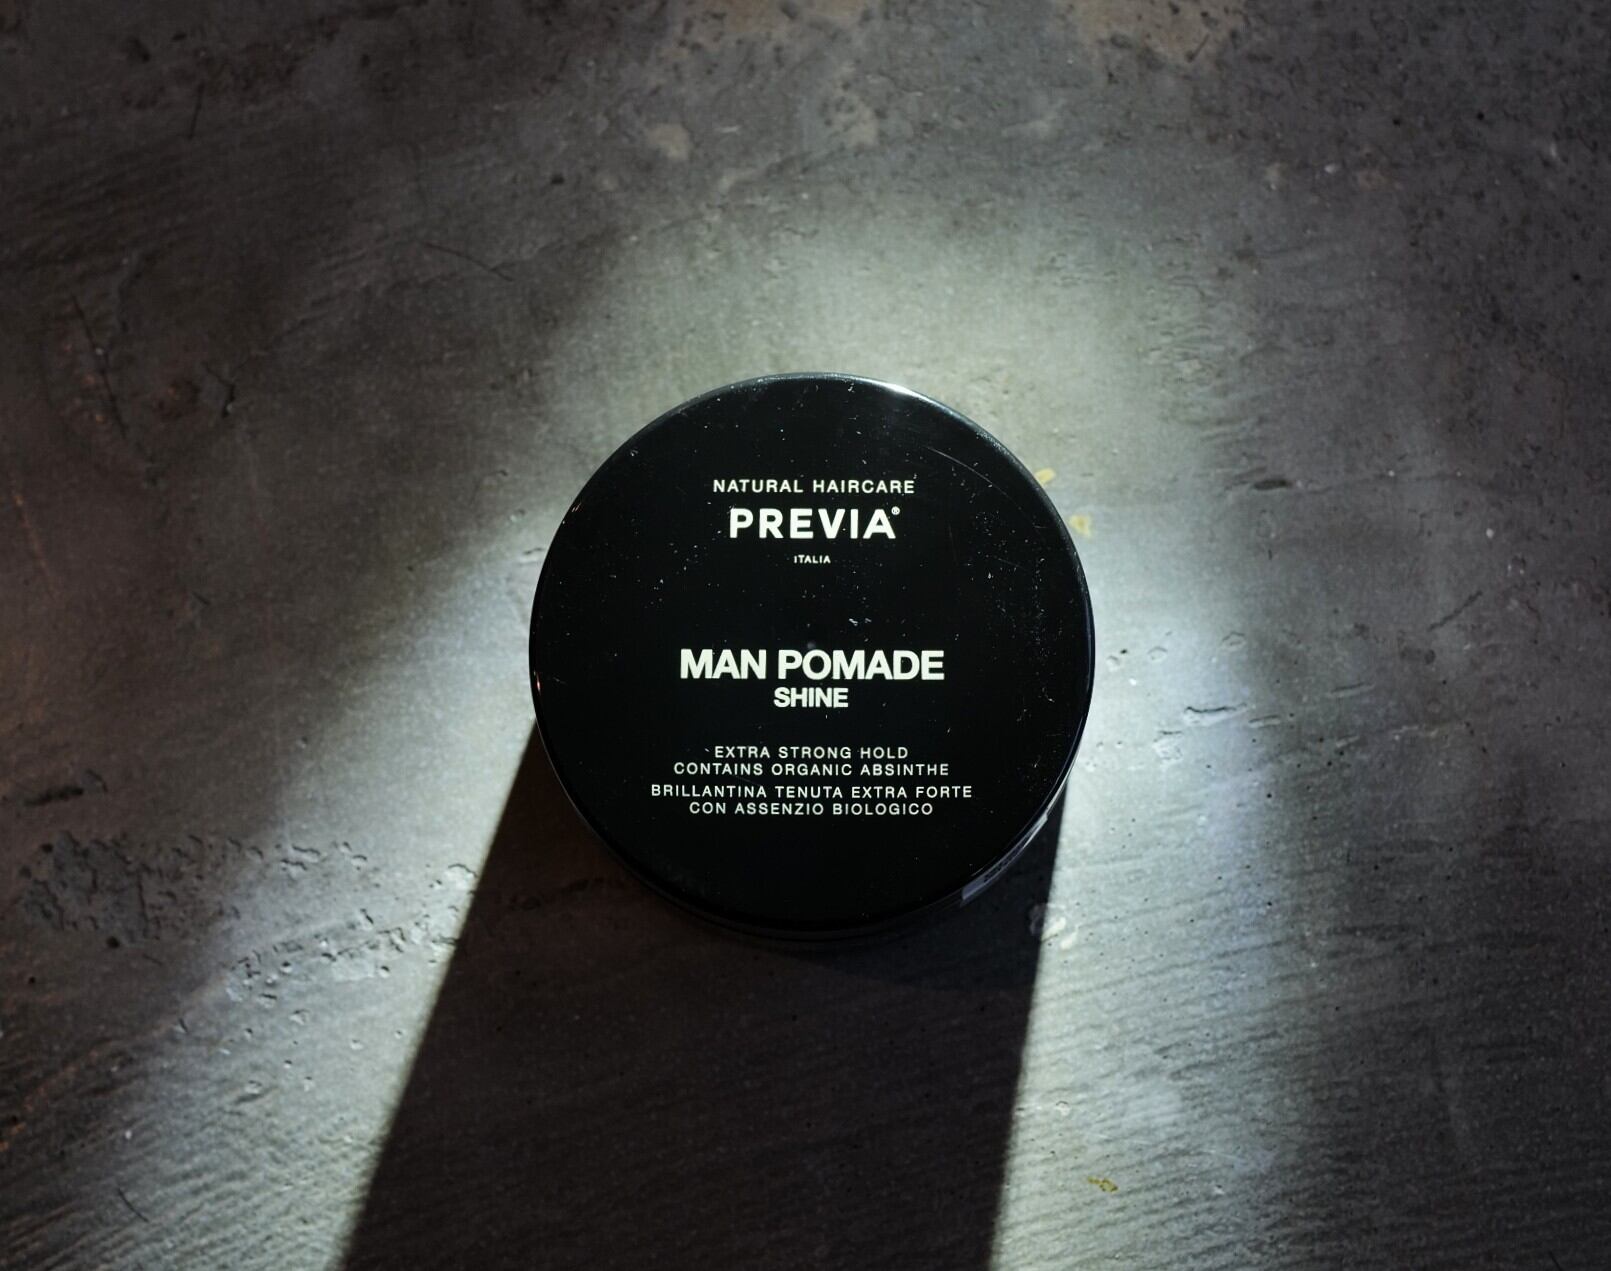 NATURAL HAIRCARE
PREVIA®
ITALIA
MAN POMADE
SHINE
EXTRA STRONG HOLD
CONTAINS ORGANIC ABSINTHE
BRILLANTINA TENUTA EXTRA FORTE
CON ASSENZIO BIOLOGICO